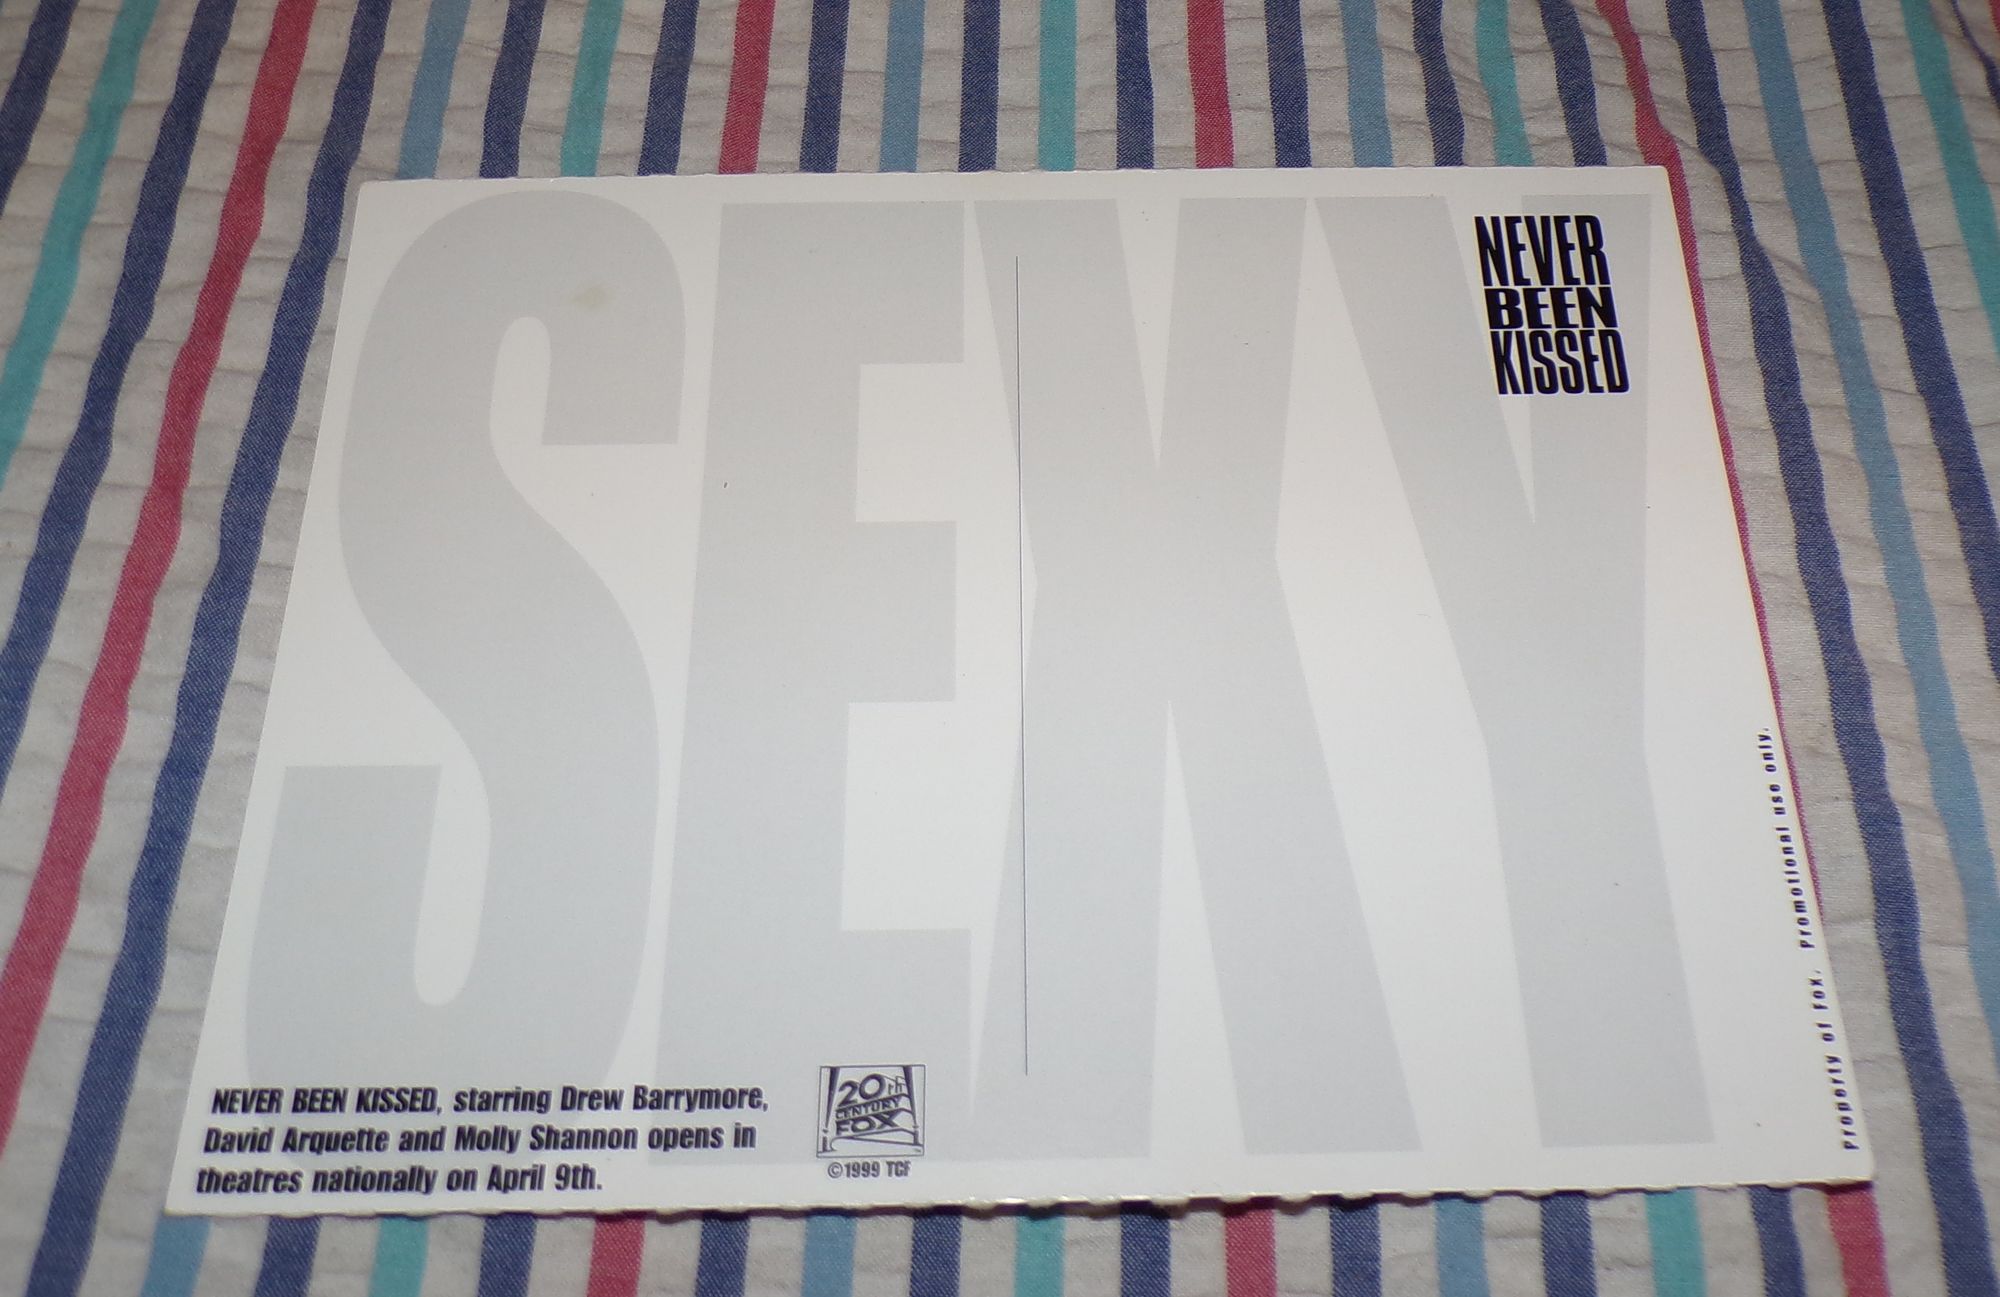 SEXY
NEVER
BEEN
KISSED
NEVER BEEN KISSED, starring Drew Barrymore,
David Arquette and Molly Shannon opens in
theatres nationally on April 9th.
20TH
CENTURY
FOX
©1999 TCF
Property of Fox. Promotional use only.